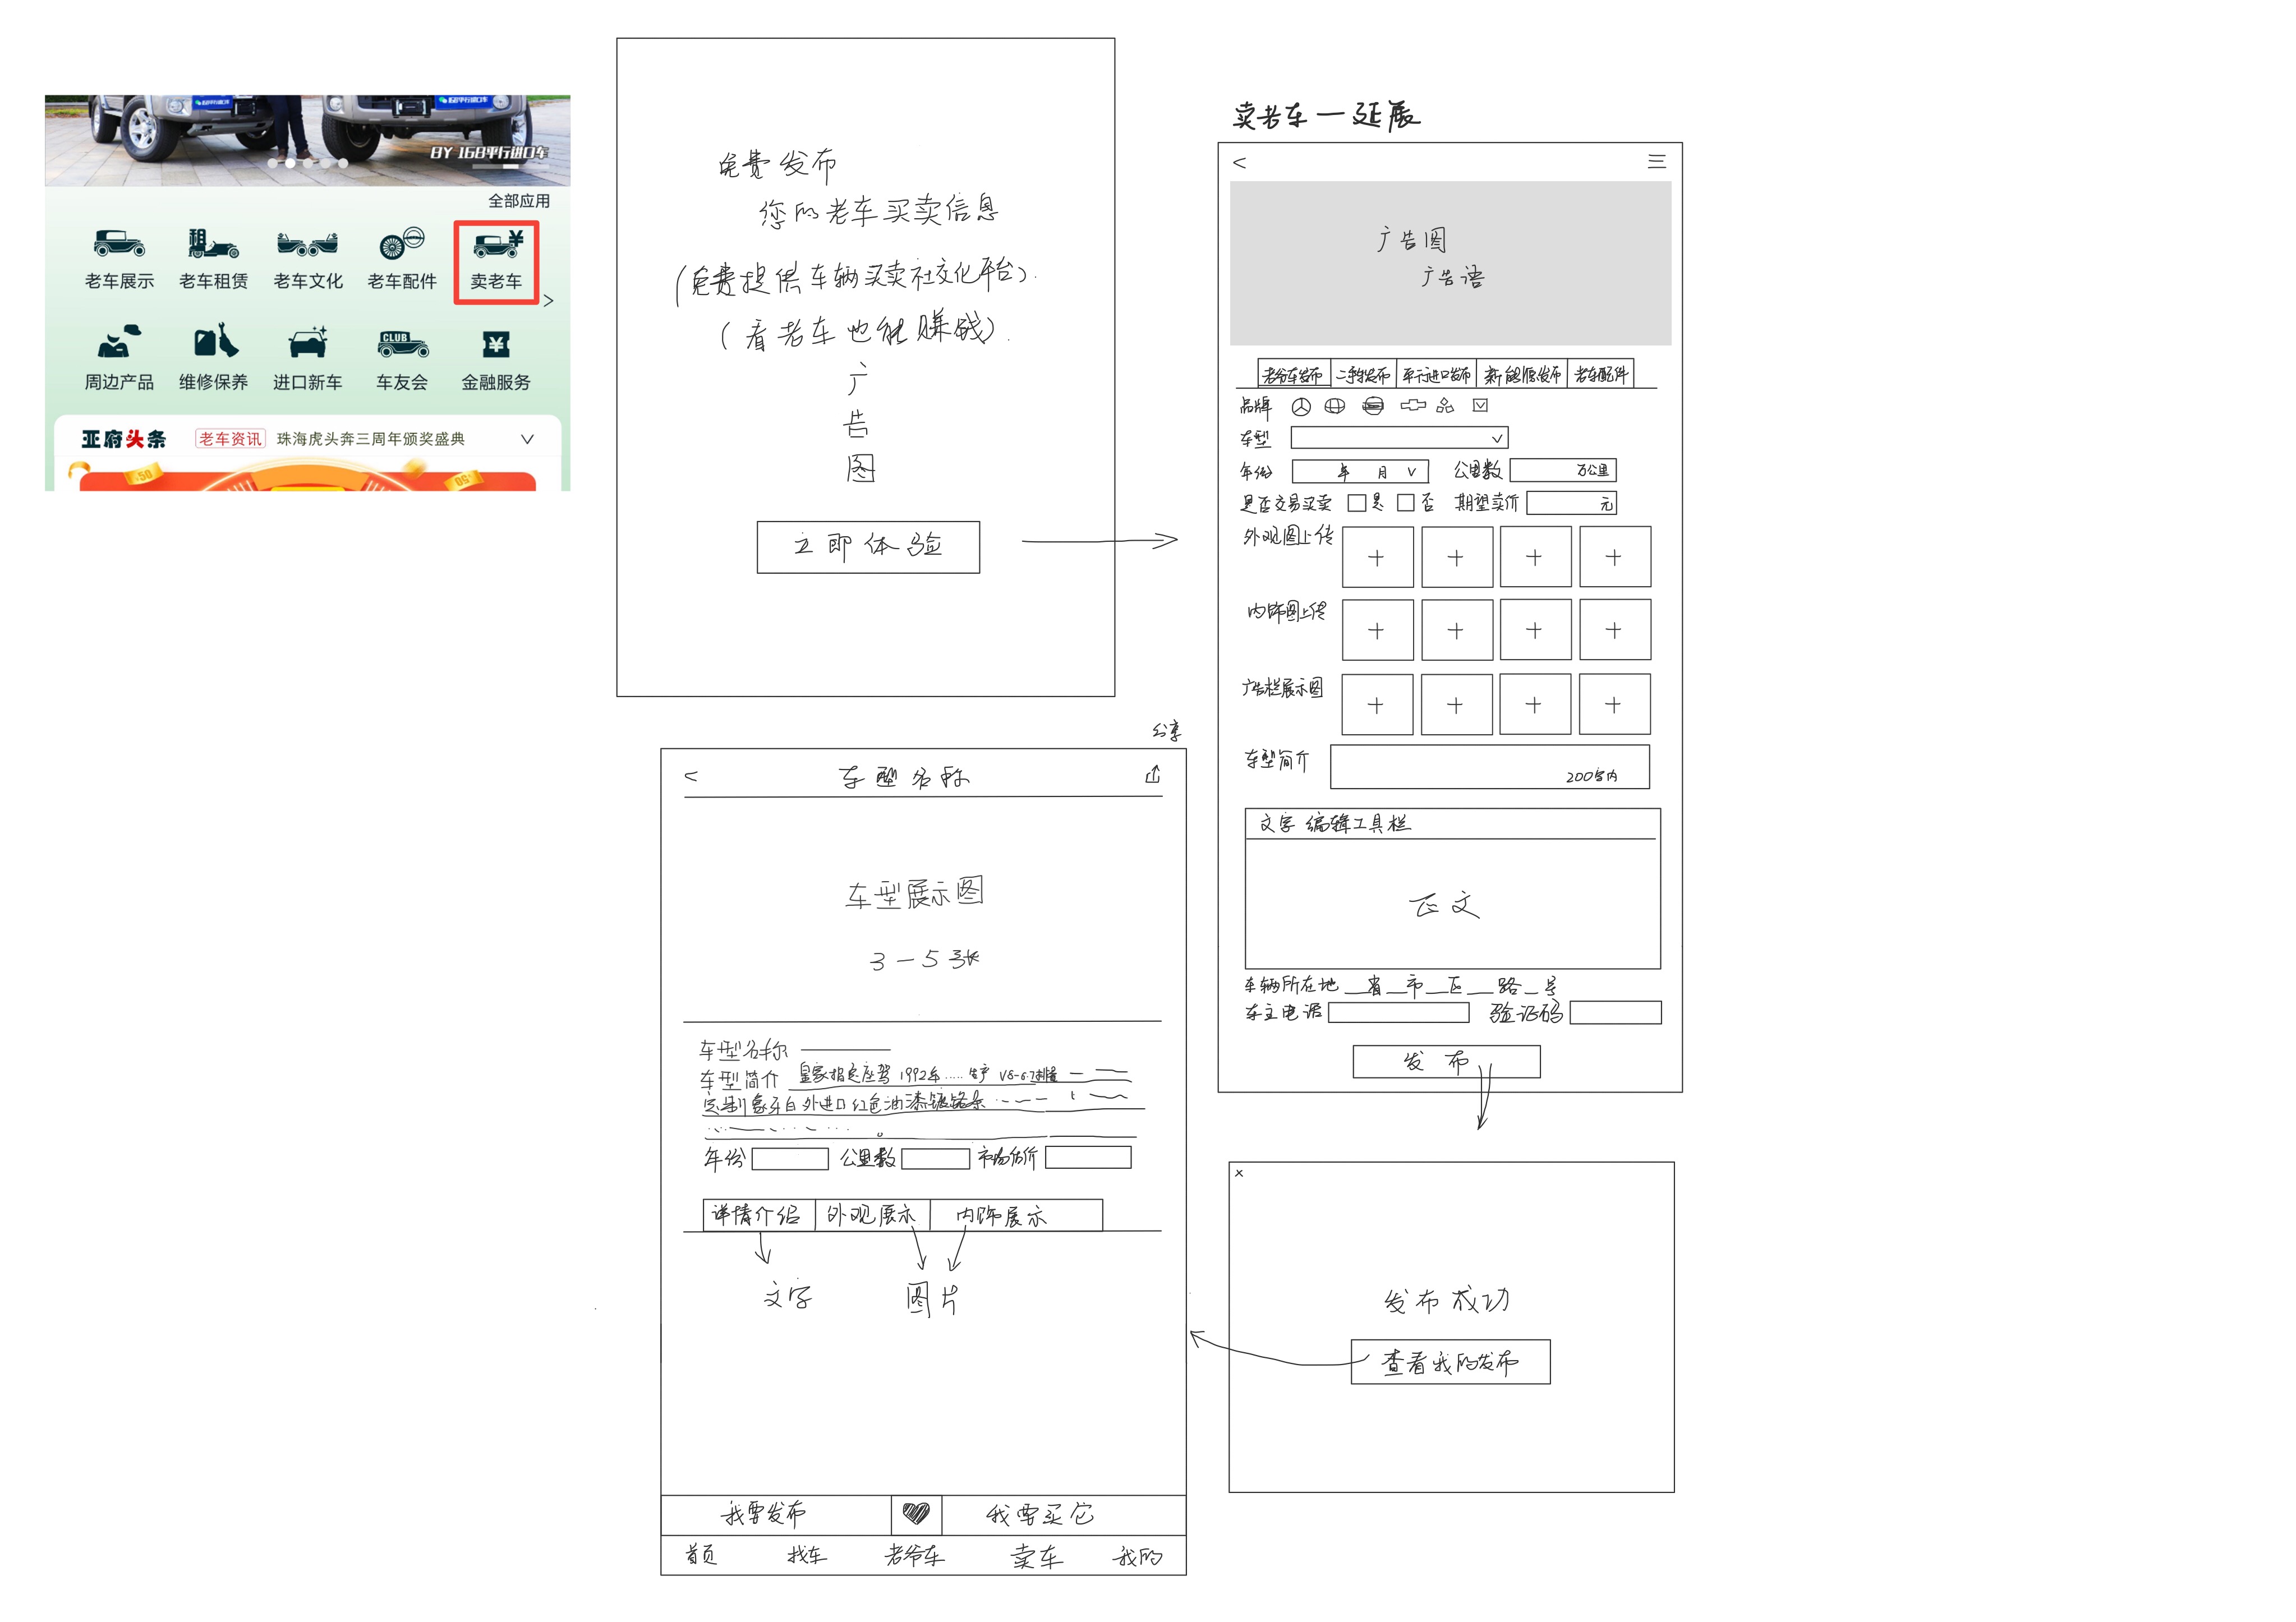 BY 168平行进口车
全部应用
老车展示 老车租赁 老车文化 老车配件 卖老车
>
周边产品 维修保养 进口新车 车友会 金融服务
CLUB
亚府头条 老车资讯 珠海虎头奔三周年颁奖盛典
免费发布
您的老车买卖信息
(免费提供车辆买卖社交化平台).
(看老车也能赚钱).
广
告
图
立即体验
卖老车一延展
<
广告图
广告语
老爷车发布 二手车发布 平行进口发布 新能源发布 老车配件
品牌
车型
年份 年 月 公里数 万公里
是否交易买卖 是 否 期望卖价 元
外观图上传
内饰图上传
广告栏展示图
车型简介
200字内
文字编辑工具栏
正文
车辆所在地 省 市 区 路 号
车主电话 验证码
发布
×
发布成功
查看我的发布
分享
< 车型名称
车型展示图
3-5张
车型名称
车型简介 皇家指定座驾 1992年.....生产 V8-6.7排量
定制象牙白外进口红色油漆镀铬条
年份 公里数 市场估价
详情介绍 外观展示 内饰展示
文字 图片
我要发布 我要买它
首页 找车 老爷车 卖车 我的